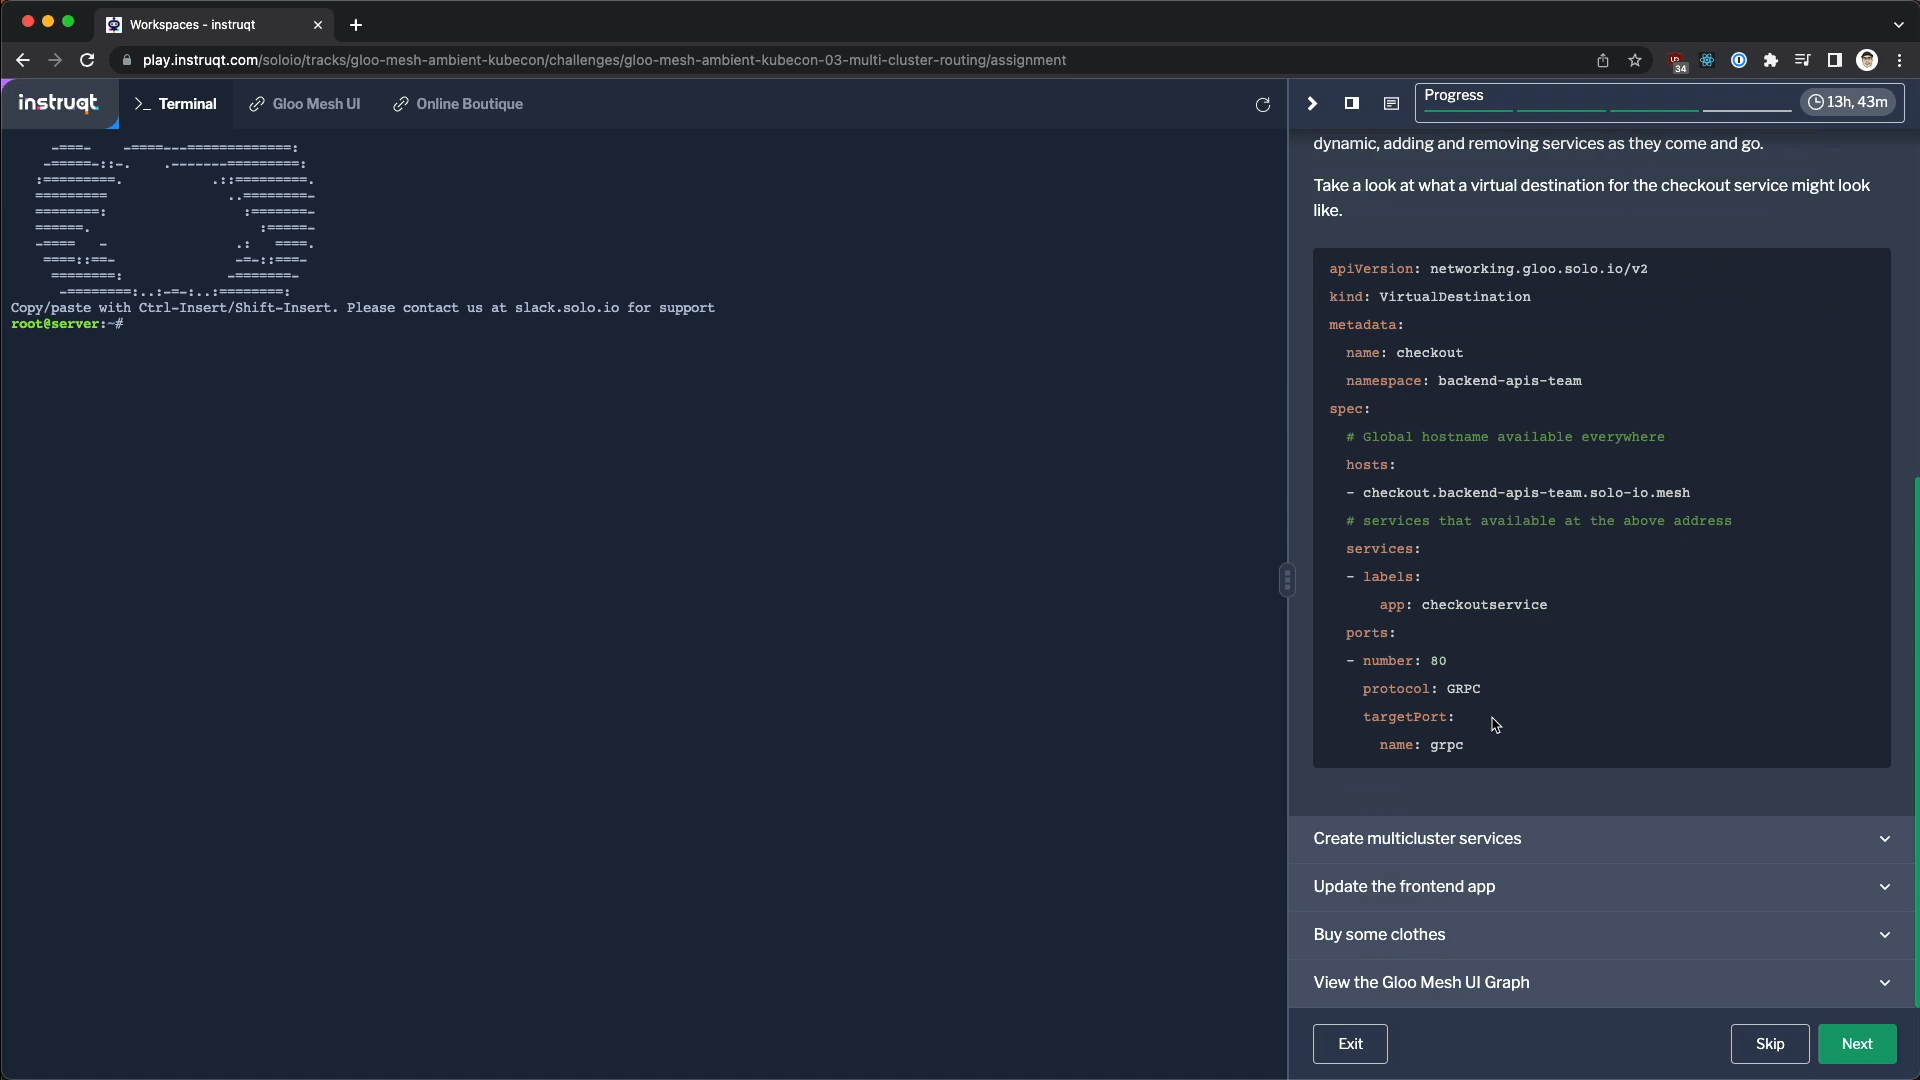 Workspaces - instruqt
play.instruqt.com/soloio/tracks/gloo-mesh-ambient-kubecon/challenges/gloo-mesh-ambient-kubecon-03-multi-cluster-routing/assignment
34
instruqt
>_ Terminal
Gloo Mesh UI
Online Boutique
Progress
13h, 43m
Copy/paste with Ctrl-Insert/Shift-Insert. Please contact us at slack.solo.io for support
root@server:~#
dynamic, adding and removing services as they come and go.
Take a look at what a virtual destination for the checkout service might look
like.
apiVersion: networking.gloo.solo.io/v2
kind: VirtualDestination
metadata:
  name: checkout
  namespace: backend-apis-team
spec:
  # Global hostname available everywhere
  hosts:
  - checkout.backend-apis-team.solo-io.mesh
  # services that available at the above address
  services:
  - labels:
      app: checkoutservice
  ports:
  - number: 80
    protocol: GRPC
    targetPort:
      name: grpc
Create multicluster services
Update the frontend app
Buy some clothes
View the Gloo Mesh UI Graph
Exit
Skip
Next